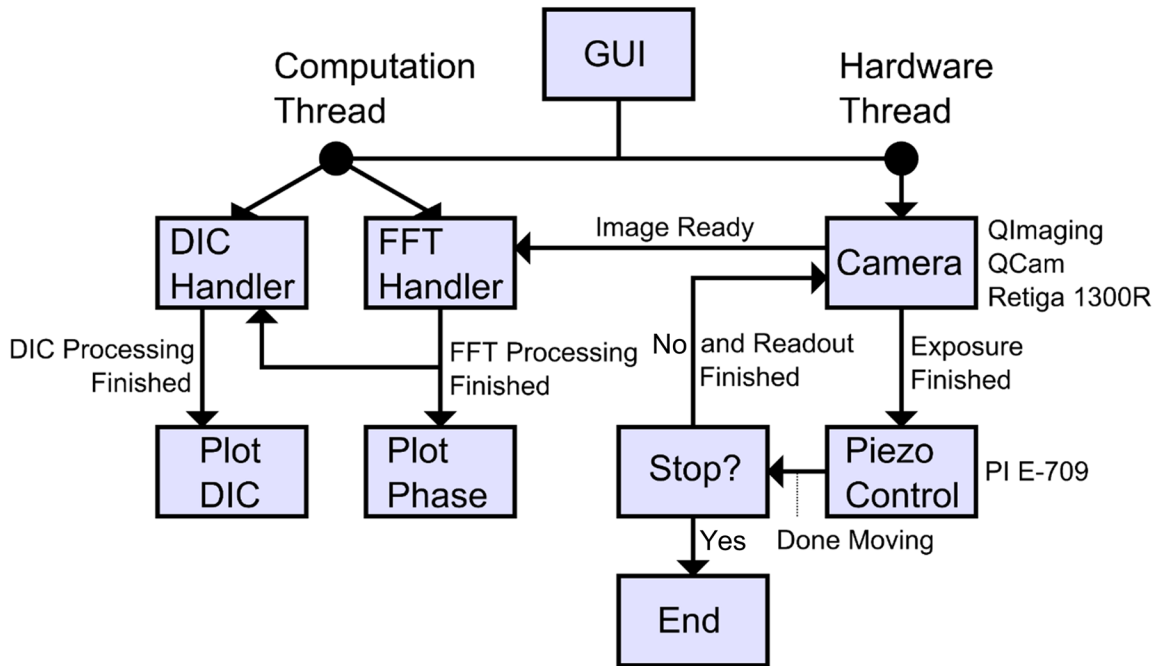 GUI
Computation
Thread
Hardware
Thread
DIC
Handler
FFT
Handler
Image Ready
Camera
QImaging
QCam
Retiga 1300R
DIC Processing
Finished
FFT Processing
Finished
No and Readout
Finished
Exposure
Finished
Plot
DIC
Plot
Phase
Stop?
Piezo
Control
PI E-709
Yes
Done Moving
End